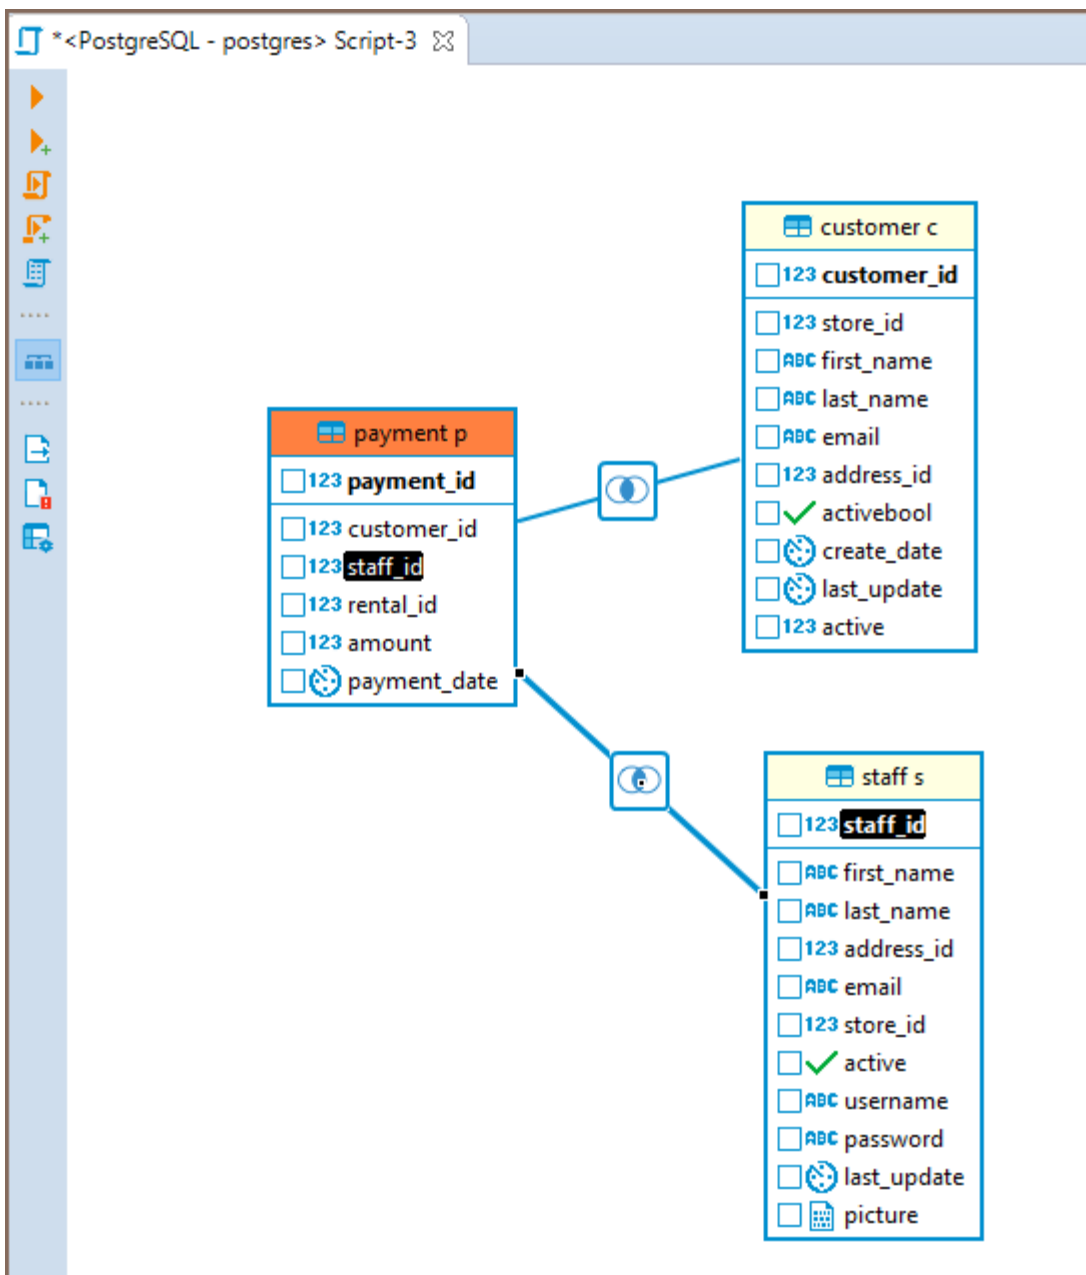 *<PostgreSQL - postgres> Script-3
customer c
123 customer_id
123 store_id
ABC first_name
ABC last_name
ABC email
123 address_id
activebool
create_date
last_update
123 active
payment p
123 payment_id
123 customer_id
123 staff_id
123 rental_id
123 amount
payment_date
staff s
123 staff_id
ABC first_name
ABC last_name
123 address_id
ABC email
123 store_id
active
ABC username
ABC password
last_update
picture